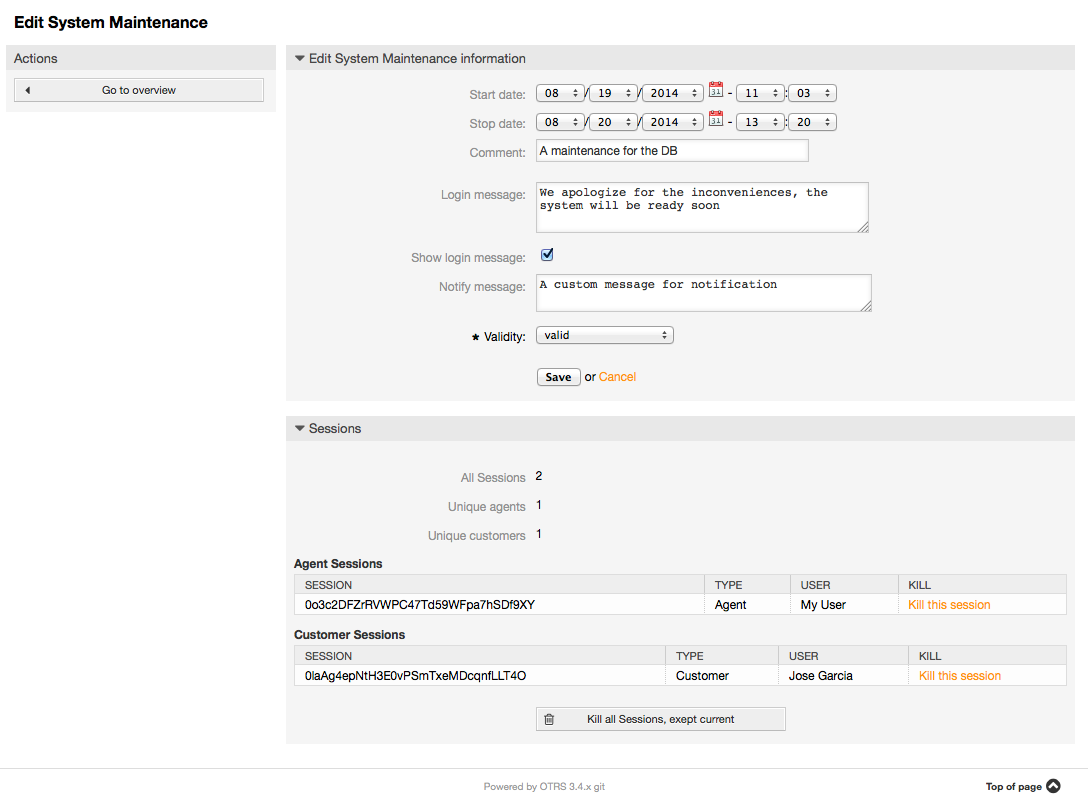 Edit System Maintenance
Actions
Go to overview
Edit System Maintenance information
Start date: 08 / 19 / 2014 31 - 11 : 03
Stop date: 08 / 20 / 2014 31 - 13 : 20
Comment: A maintenance for the DB
Login message: We apologize for the inconveniences, the
system will be ready soon
Show login message:
Notify message: A custom message for notification
* Validity: valid
Save or Cancel
Sessions
All Sessions 2
Unique agents 1
Unique customers 1
Agent Sessions
SESSION TYPE USER KILL
0o3c2DFZrRVWPC47Td59WFpa7hSDf9XY Agent My User Kill this session
Customer Sessions
SESSION TYPE USER KILL
0laAg4epNtH3E0vPSmTxeMDcqnfLLT4O Customer Jose Garcia Kill this session
Kill all Sessions, exept current
Powered by OTRS 3.4.x git
Top of page